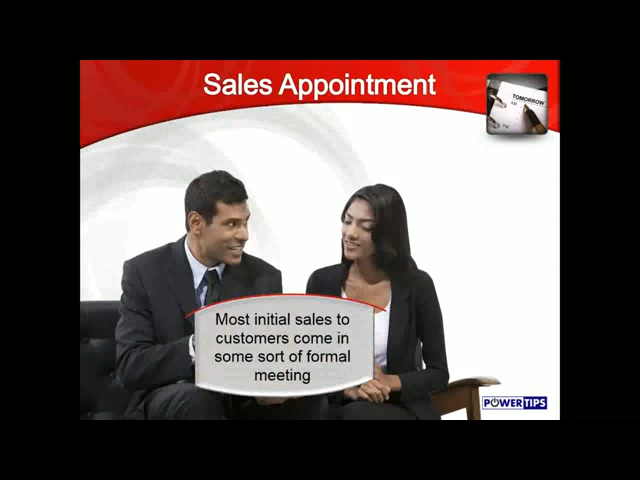 Sales Appointment
TOMORROW
Most initial sales to
customers come in
some sort of formal
meeting
POWERTIPS